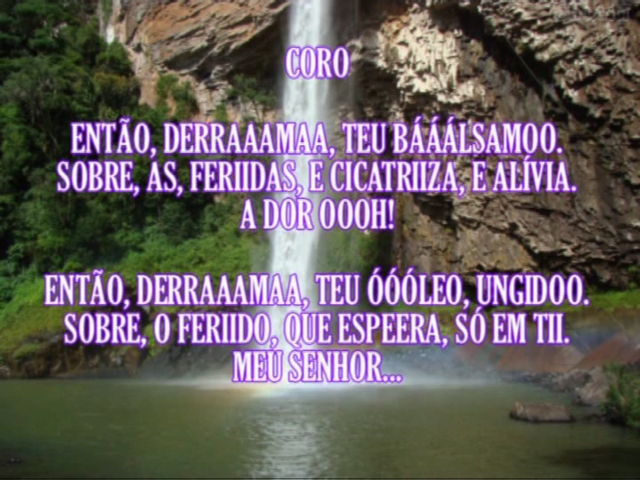 CORO
ENTÃO, DERRAAAMAA, TEU BÁÁÁLSAMOO.
SOBRE, AS, FERIIDAS, E CICATRIIZA, E ALÍVIA.
A DOR OOOH!
ENTÃO, DERRAAAMAA, TEU ÓÓÓLEO, UNGIDOO.
SOBRE, O FERIIDO, QUE ESPEERA, SÓ EM TII.
MEU SENHOR...